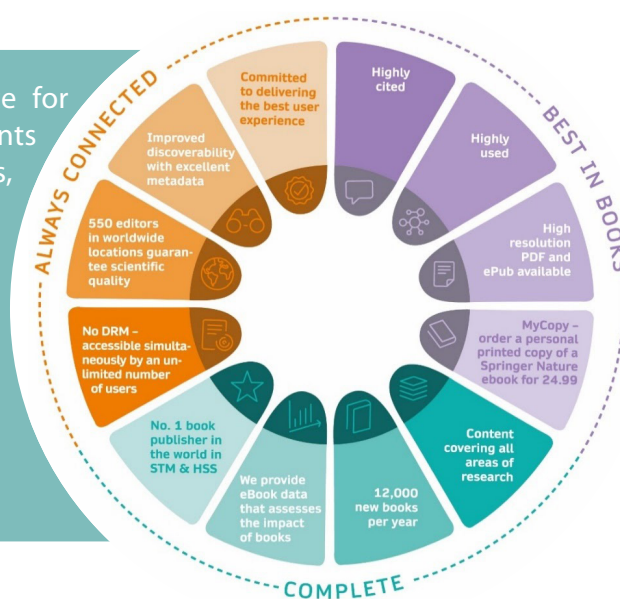 e for
nts
s,
ALWAYS CONNECTED
BEST IN BOOKS
COMPLETE
Highly
cited
Highly
used
High
resolution
PDF and
ePub available
MyCopy –
order a personal
printed copy of a
Springer Nature
ebook for 24.99
Content
covering all
areas of
research
12,000
new books
per year
We provide
eBook data
that assesses
the impact
of books
No. 1 book
publisher in
the world in
STM & HSS
No DRM –
accessible simulta-
neously by an un-
limited number
of users
550 editors
in worldwide
locations guaran-
tee scientific
quality
Improved
discoverability
with excellent
metadata
Committed
to delivering
the best user
experience